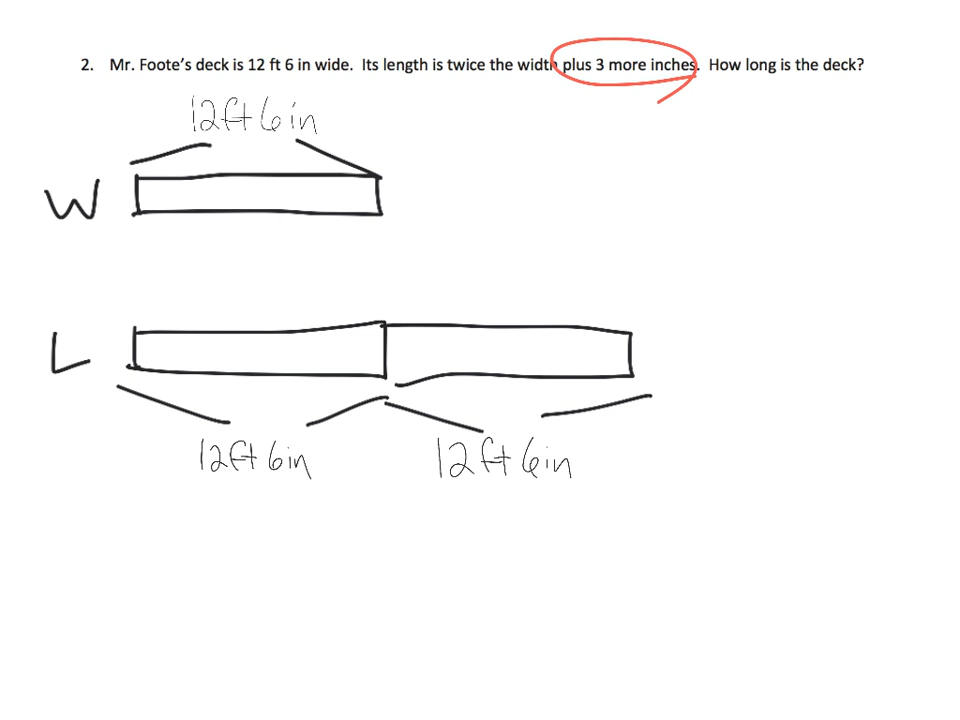 2. Mr. Foote's deck is 12 ft 6 in wide. Its length is twice the width plus 3 more inches. How long is the deck?
12ft 6in
W
L
12ft 6in 12ft 6in